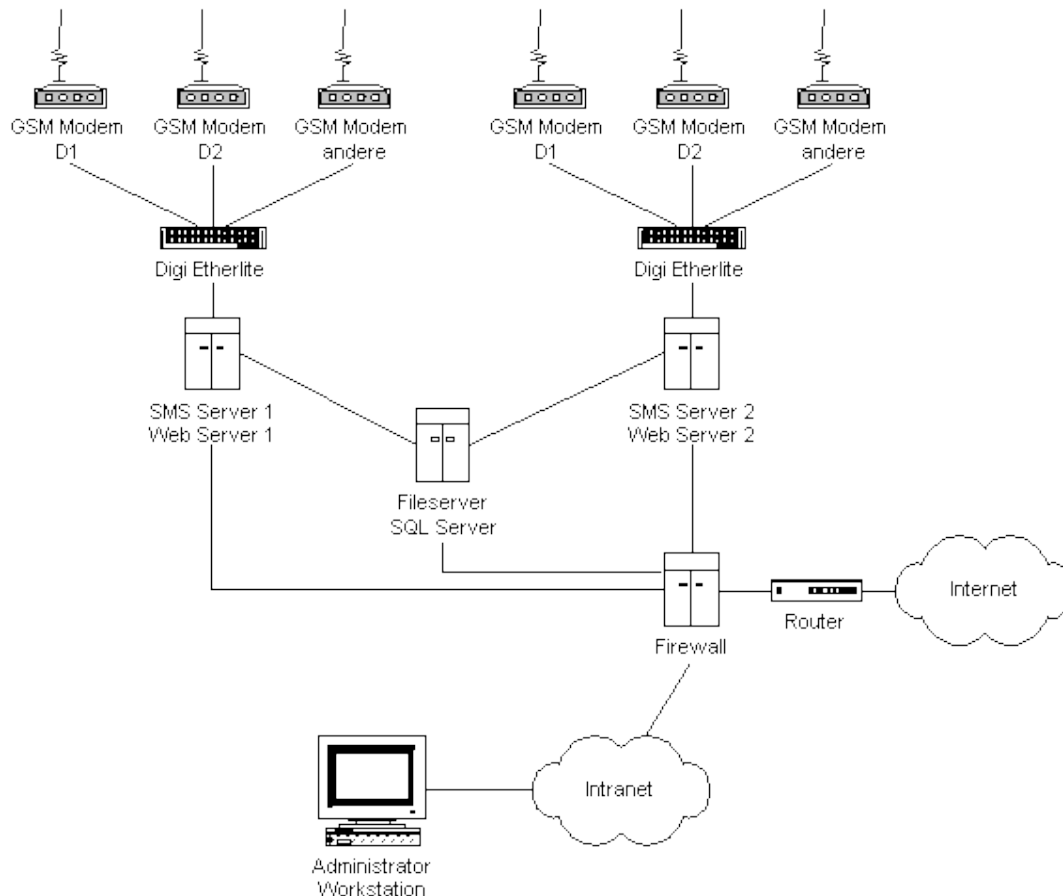 GSM Modem
D1
GSM Modem
D2
GSM Modem
andere
GSM Modem
D1
GSM Modem
D2
GSM Modem
andere
Digi Etherlite
Digi Etherlite
SMS Server 1
Web Server 1
SMS Server 2
Web Server 2
Fileserver
SQL Server
Internet
Router
Firewall
Intranet
Administrator
Workstation